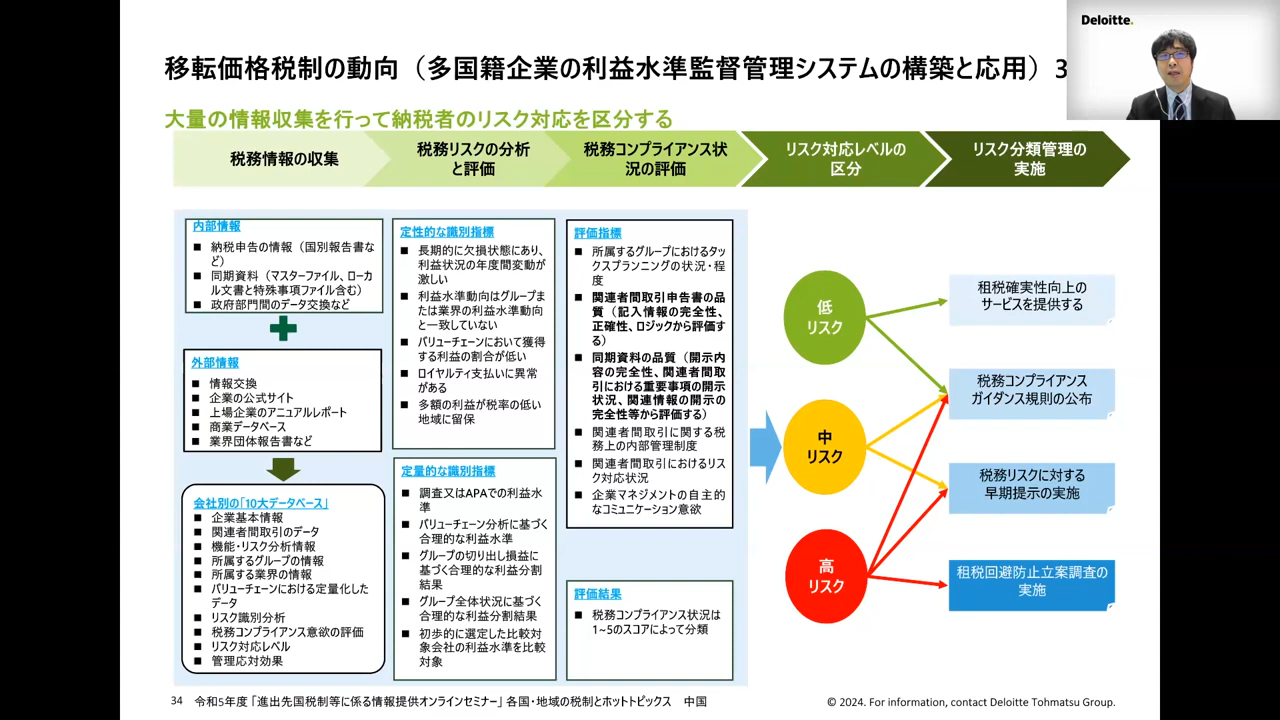 Deloitte.
移転価格税制の動向（多国籍企業の利益水準監督管理システムの構築と応用）3
大量の情報収集を行って納税者のリスク対応を区分する
税務情報の収集
税務リスクの分析
と評価
税務コンプライアンス状
況の評価
リスク対応レベルの
区分
リスク分類管理の
実施
内部情報
■ 納税申告の情報（国別報告書な
ど）
■ 同期資料（マスターファイル、ローカ
ル文書と特殊事項ファイル含む）
■ 政府部門間のデータ交換など
外部情報
■ 情報交換
■ 企業の公式サイト
■ 上場企業のアニュアルレポート
■ 商業データベース
■ 業界団体報告書など
会社別の「10大データベース」
■ 企業基本情報
■ 関連者間取引のデータ
■ 機能・リスク分析情報
■ 所属するグループの情報
■ 所属する業界の情報
■ バリューチェーンにおける定量化した
データ
■ リスク識別分析
■ 税務コンプライアンス意欲の評価
■ リスク対応レベル
■ 管理応対効果
定性的な識別指標
■ 長期的に欠損状態にあり、
利益状況の年度間変動が
激しい
■ 利益水準動向はグループま
たは業界の利益水準動向
と一致していない
■ バリューチェーンにおいて獲得
する利益の割合が低い
■ ロイヤルティ支払いに異常
がある
■ 多額の利益が税率の低い
地域に留保
定量的な識別指標
■ 調査又はAPAでの利益水
準
■ バリューチェーン分析に基づく
合理的な利益水準
■ グループの切り出し損益に
基づく合理的な利益分割
結果
■ グループ全体状況に基づく
合理的な利益分割結果
■ 初歩的に選定した比較対
象会社の利益水準を比較
対象
評価指標
■ 所属するグループにおけるタッ
クスプランニングの状況・程
度
■ 関連者間取引申告書の品
質（記入情報の完全性、
正確性、ロジックから評価す
る）
■ 同期資料の品質（開示内
容の完全性、関連者間取
引における重要事項の開示
状況、関連情報の開示の
完全性等から評価する）
■ 関連者間取引に関する税
務上の内部管理制度
■ 関連者間取引におけるリス
ク対応状況
■ 企業マネジメントの自主的
なコミュニケーション意欲
評価結果
■ 税務コンプライアンス状況は
1~5のスコアによって分類
低
リスク
中
リスク
高
リスク
租税確実性向上の
サービスを提供する
税務コンプライアンス
ガイダンス規則の公布
税務リスクに対する
早期提示の実施
租税回避防止立案調査の
実施
34 令和5年度「進出先国税制等に係る情報提供オンラインセミナー」各国・地域の税制とホットトピックス 中国
© 2024. For information, contact Deloitte Tohmatsu Group.